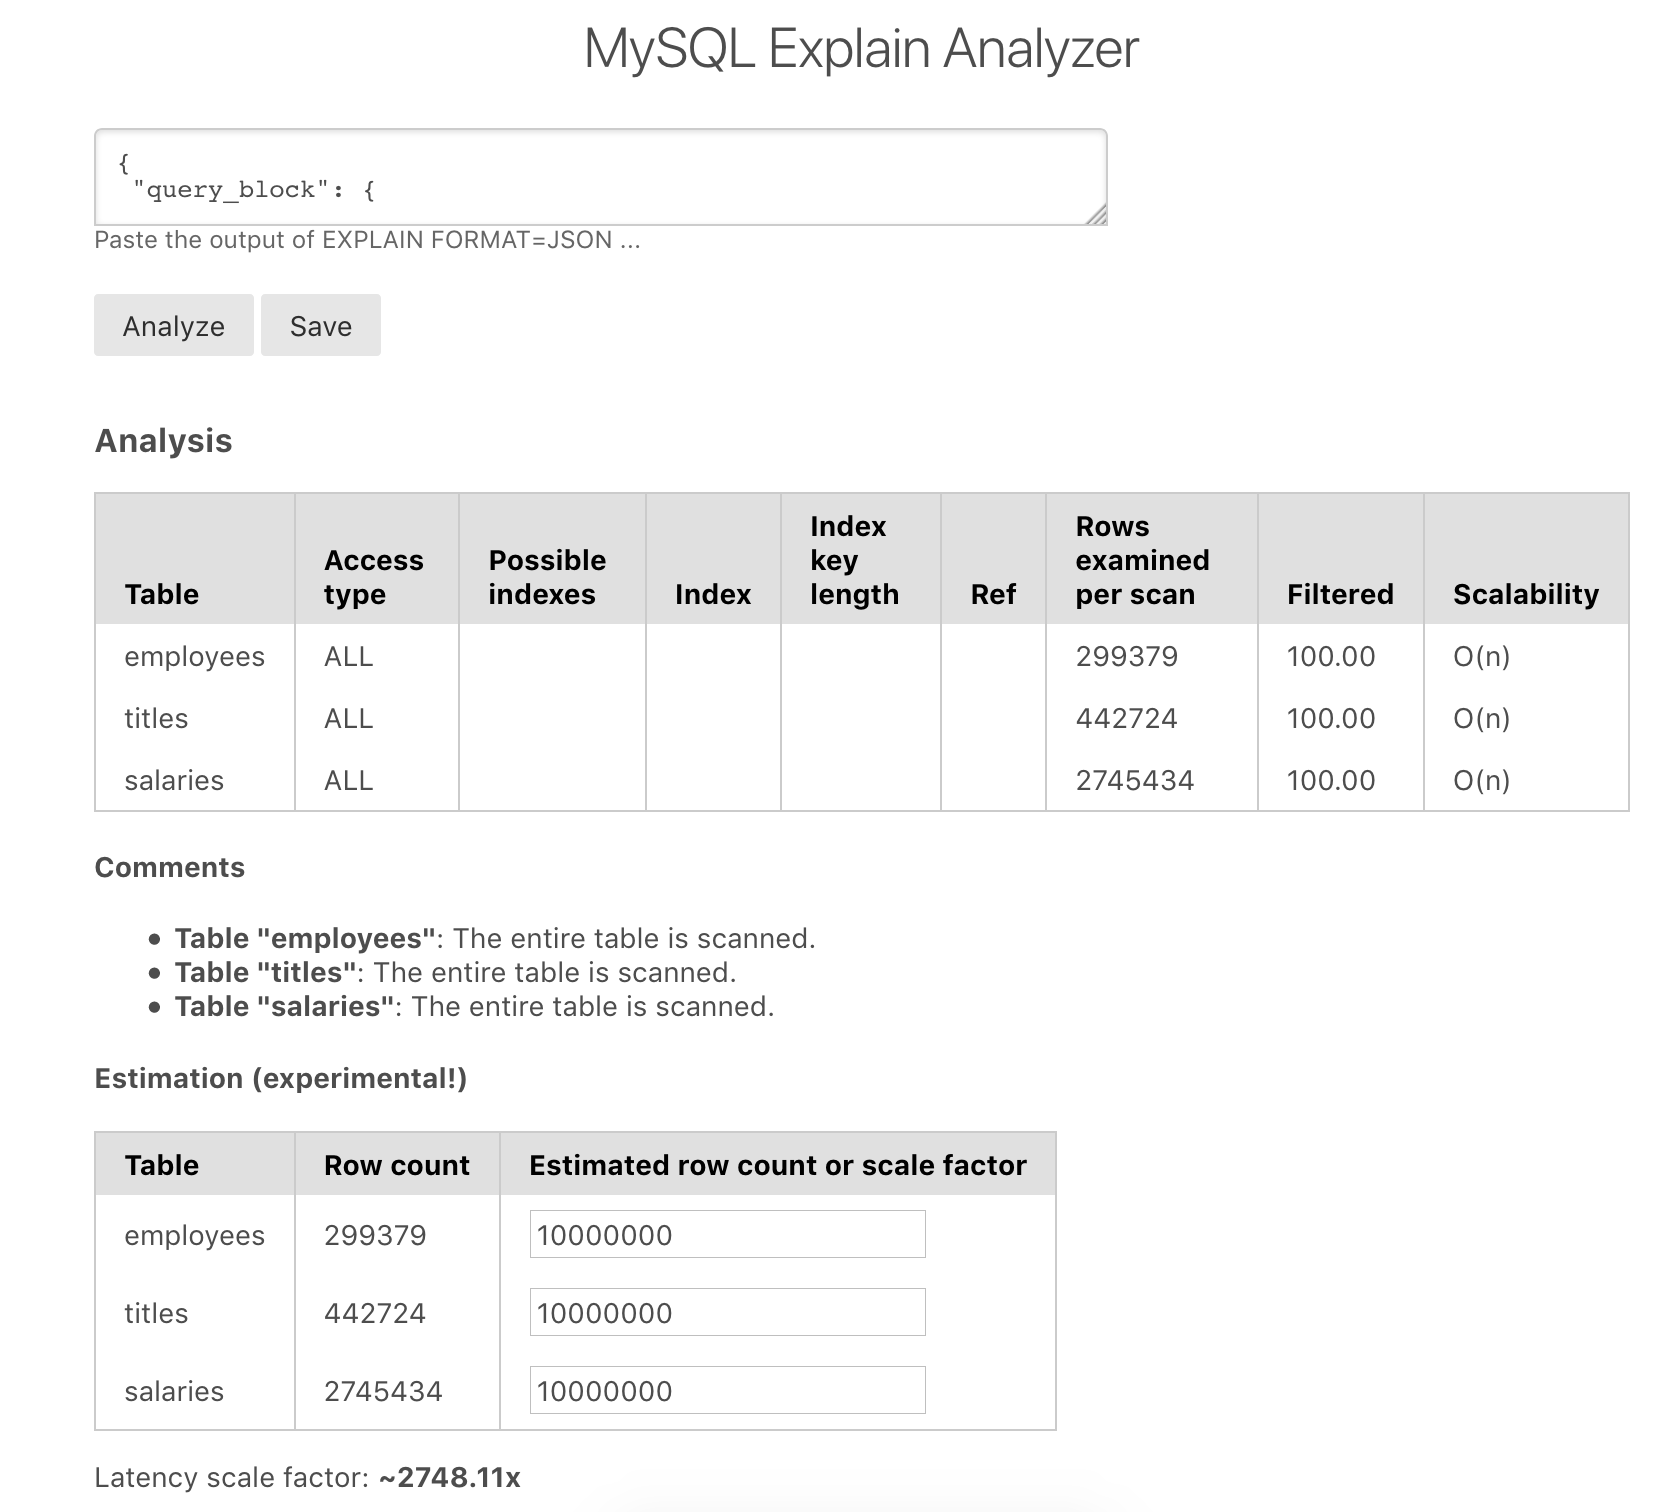 MySQL Explain Analyzer
{
"query_block": {
Paste the output of EXPLAIN FORMAT=JSON ...
Analyze Save
Analysis
Table Access type Possible indexes Index Index key length Ref Rows examined per scan Filtered Scalability
employees ALL 299379 100.00 O(n)
titles ALL 442724 100.00 O(n)
salaries ALL 2745434 100.00 O(n)
Comments
• Table "employees": The entire table is scanned.
• Table "titles": The entire table is scanned.
• Table "salaries": The entire table is scanned.
Estimation (experimental!)
Table Row count Estimated row count or scale factor
employees 299379 10000000
titles 442724 10000000
salaries 2745434 10000000
Latency scale factor: ~2748.11x